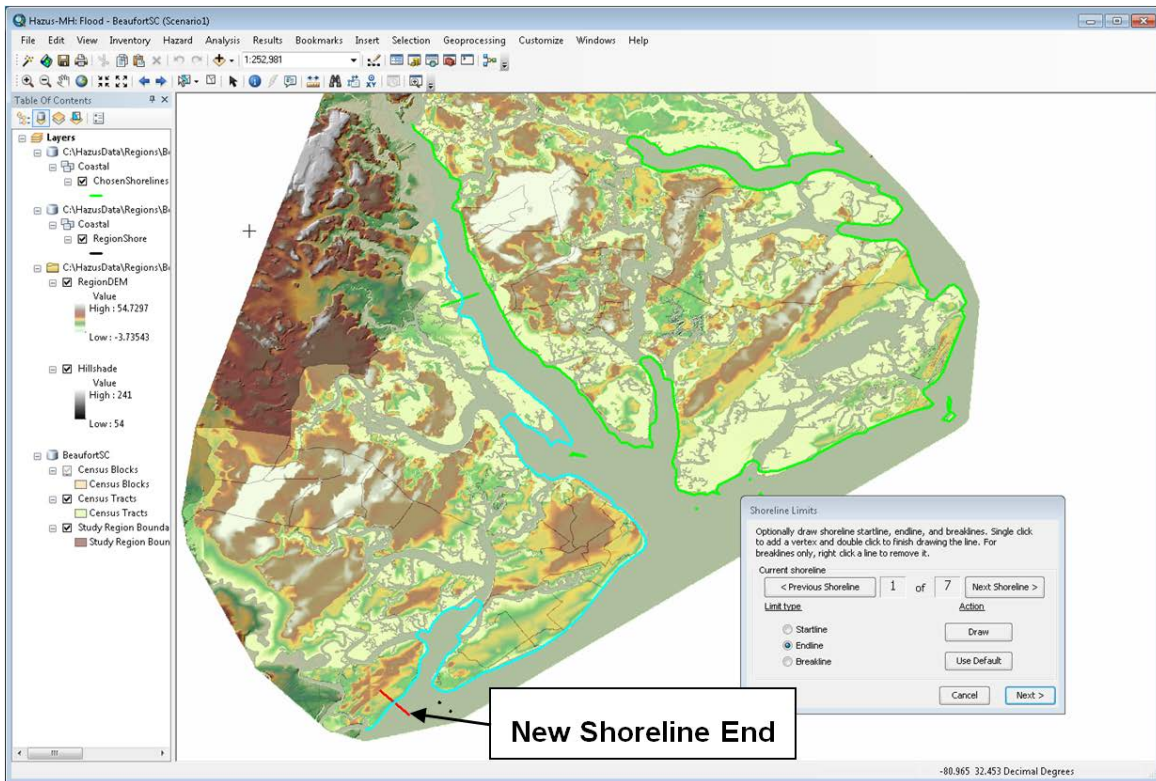 Hazus-MH: Flood - BeaufortSC (Scenario1)
File Edit View Inventory Hazard Analysis Results Bookmarks Insert Selection Geoprocessing Customize Windows Help
1:252,981
Table Of Contents
Layers
C:\HazusData\Regions\Be
Coastal
ChosenShorelines
C:\HazusData\Regions\Be
Coastal
RegionShore
C:\HazusData\Regions\Be
RegionDEM
Value
High : 54.7297
Low : -3.73543
Hillshade
Value
High : 241
Low : 54
BeaufortSC
Census Blocks
Census Blocks
Census Tracts
Census Tracts
Study Region Bounda
Study Region Boun
Shoreline Limits
Optionally draw shoreline startline, endline, and breaklines. Single click
to add a vertex and double click to finish drawing the line. For
breaklines only, right click a line to remove it.
Current shoreline
< Previous Shoreline 1 of 7 Next Shoreline >
Limit type Action
Startline Draw
Endline
Breakline Use Default
Cancel Next >
New Shoreline End
-80.965 32.453 Decimal Degrees